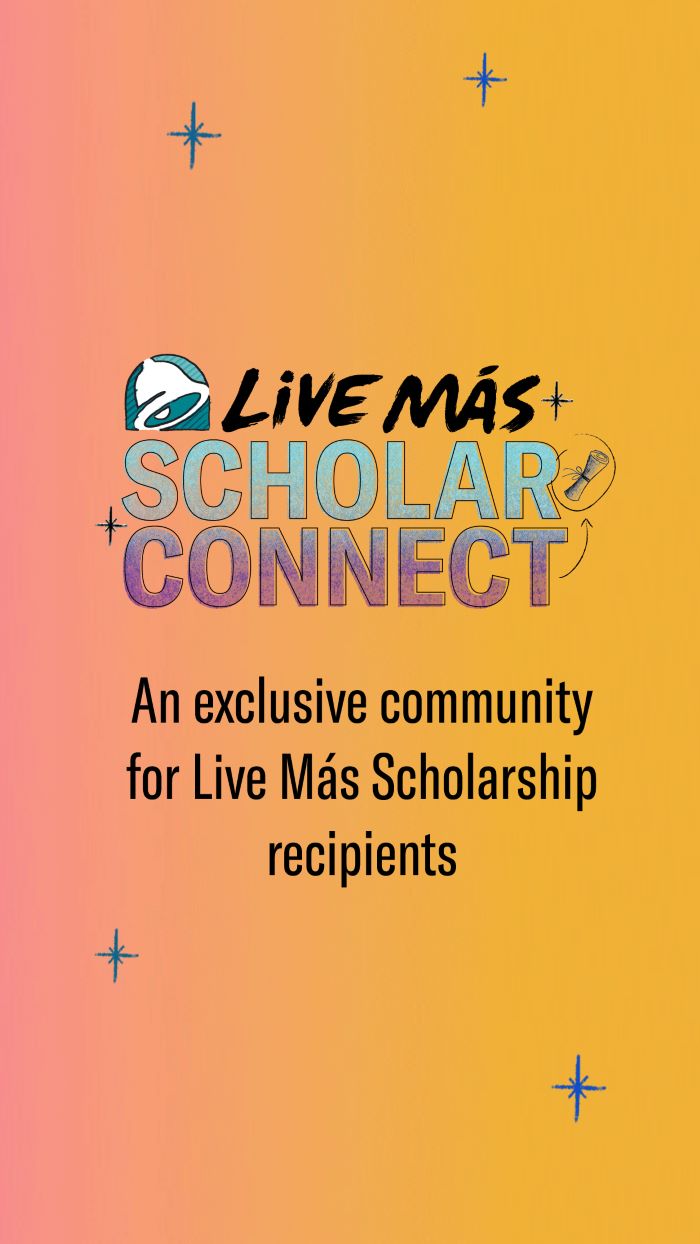 LiVE MÁS
SCHOLAR
CONNECT
An exclusive community
for Live Más Scholarship
recipients